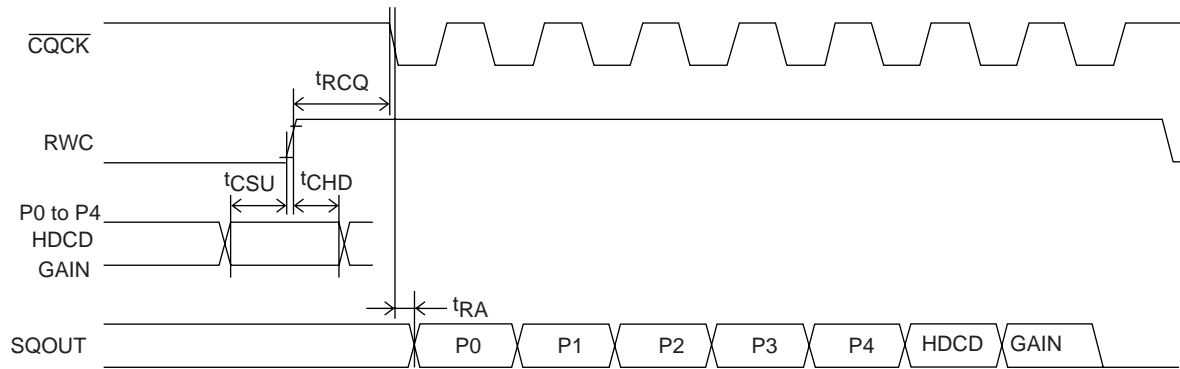 CQCK
tRCQ
RWC
tCSU tCHD
P0 to P4
HDCD
GAIN
tRA
SQOUT P0 P1 P2 P3 P4 HDCD GAIN